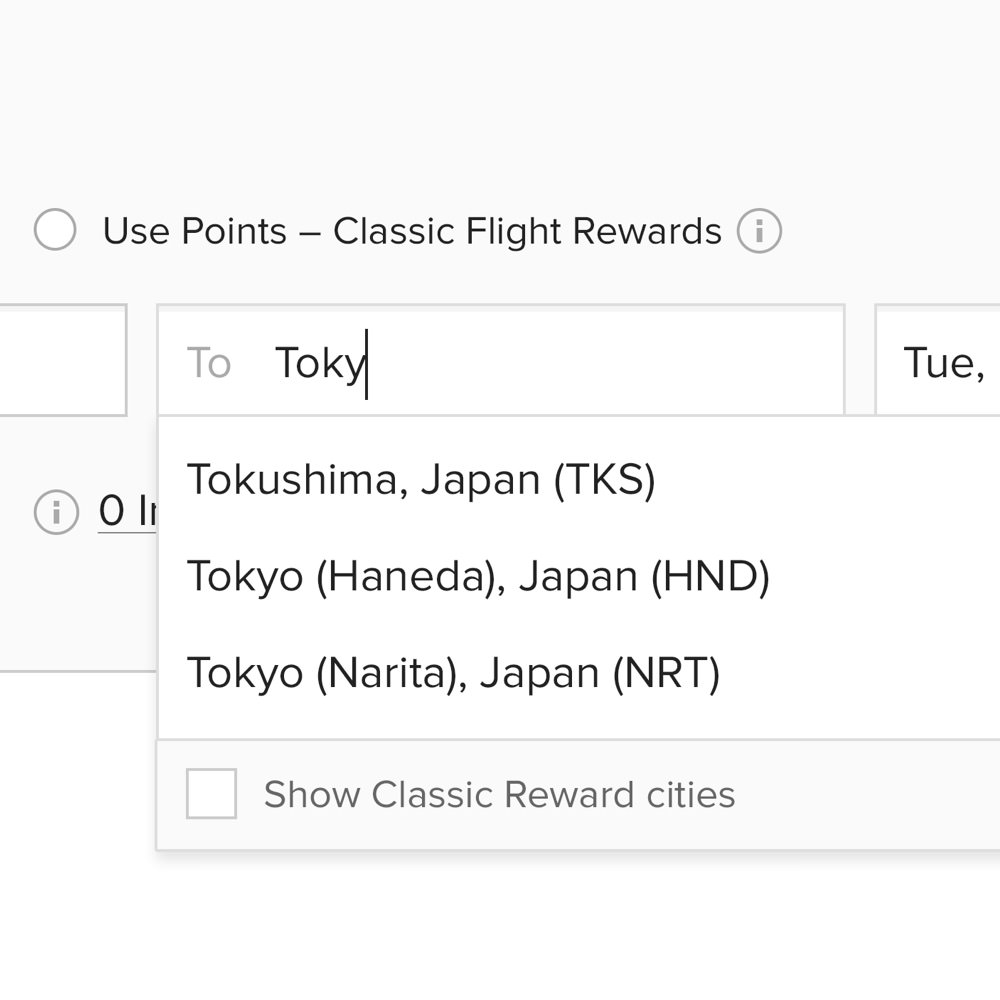 Use Points – Classic Flight Rewards
To Toky Tue,
0 In
Tokushima, Japan (TKS)
Tokyo (Haneda), Japan (HND)
Tokyo (Narita), Japan (NRT)
Show Classic Reward cities